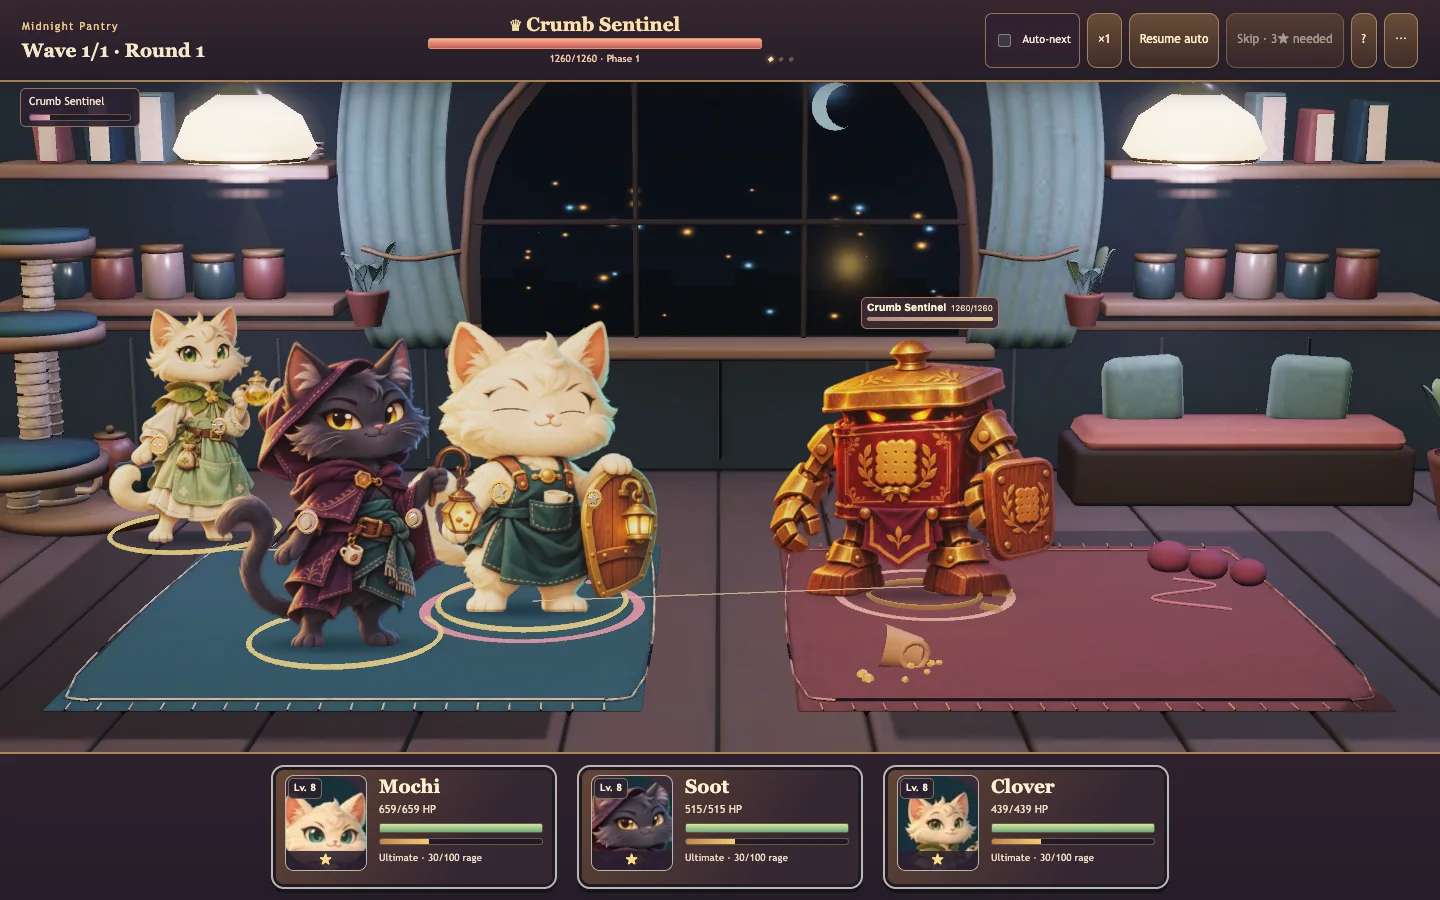 Midnight Pantry
Wave 1/1 · Round 1
♛ Crumb Sentinel
1260/1260 · Phase 1
Auto-next
×1
Resume auto
Skip · 3★ needed
?
···
Crumb Sentinel
Crumb Sentinel 1260/1260
Lv. 8
Mochi
659/659 HP
Ultimate · 30/100 rage
Lv. 8
Soot
515/515 HP
Ultimate · 30/100 rage
Lv. 8
Clover
439/439 HP
Ultimate · 30/100 rage